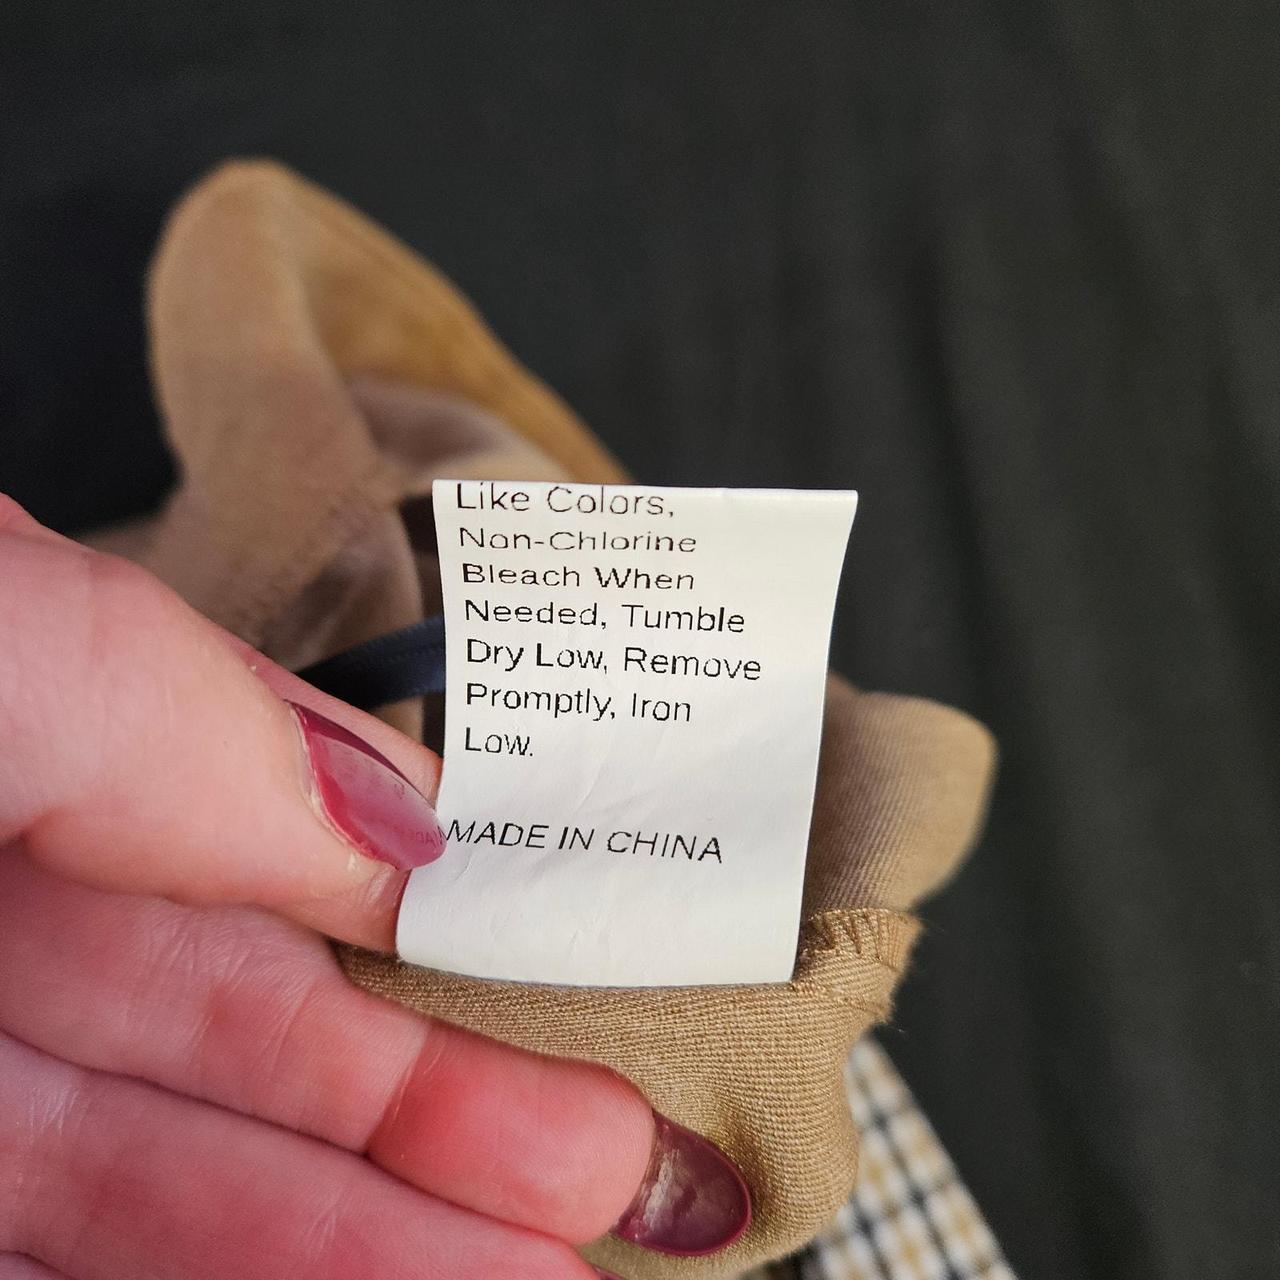 Like Colors,
Non-Chlorine
Bleach When
Needed, Tumble
Dry Low, Remove
Promptly, Iron
Low.
MADE IN CHINA